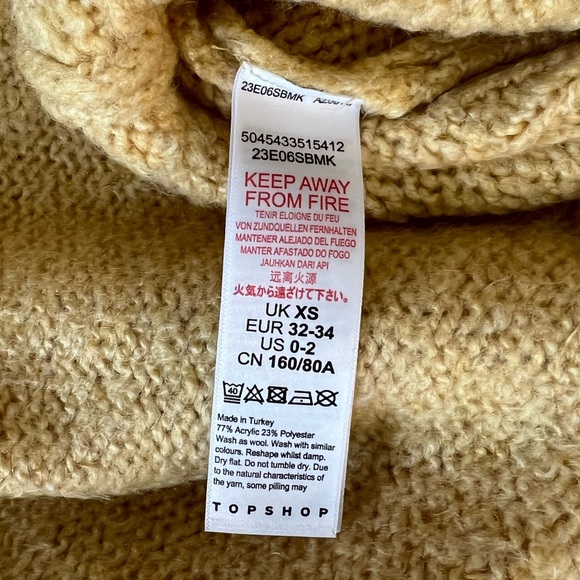 23E06SBMK
5045433515412
23E06SBMK
KEEP AWAY
FROM FIRE
TENIR ELOIGNE DU FEU
VON ZUNDQUELLEN FERNHALTEN
MANTENER ALEJADO DEL FUEGO
MANTER AFASTADO DO FOGO
JAUHKAN DARI API
远离火源
火気から遠ざけて下さい。
UK XS
EUR 32-34
US 0-2
CN 160/80A
40
Made in Turkey
77% Acrylic 23% Polyester
Wash as wool. Wash with similar
colours. Reshape whilst damp.
Dry flat. Do not tumble dry. Due
to the natural characteristics of
the yarn, some pilling may
TOPSHOP